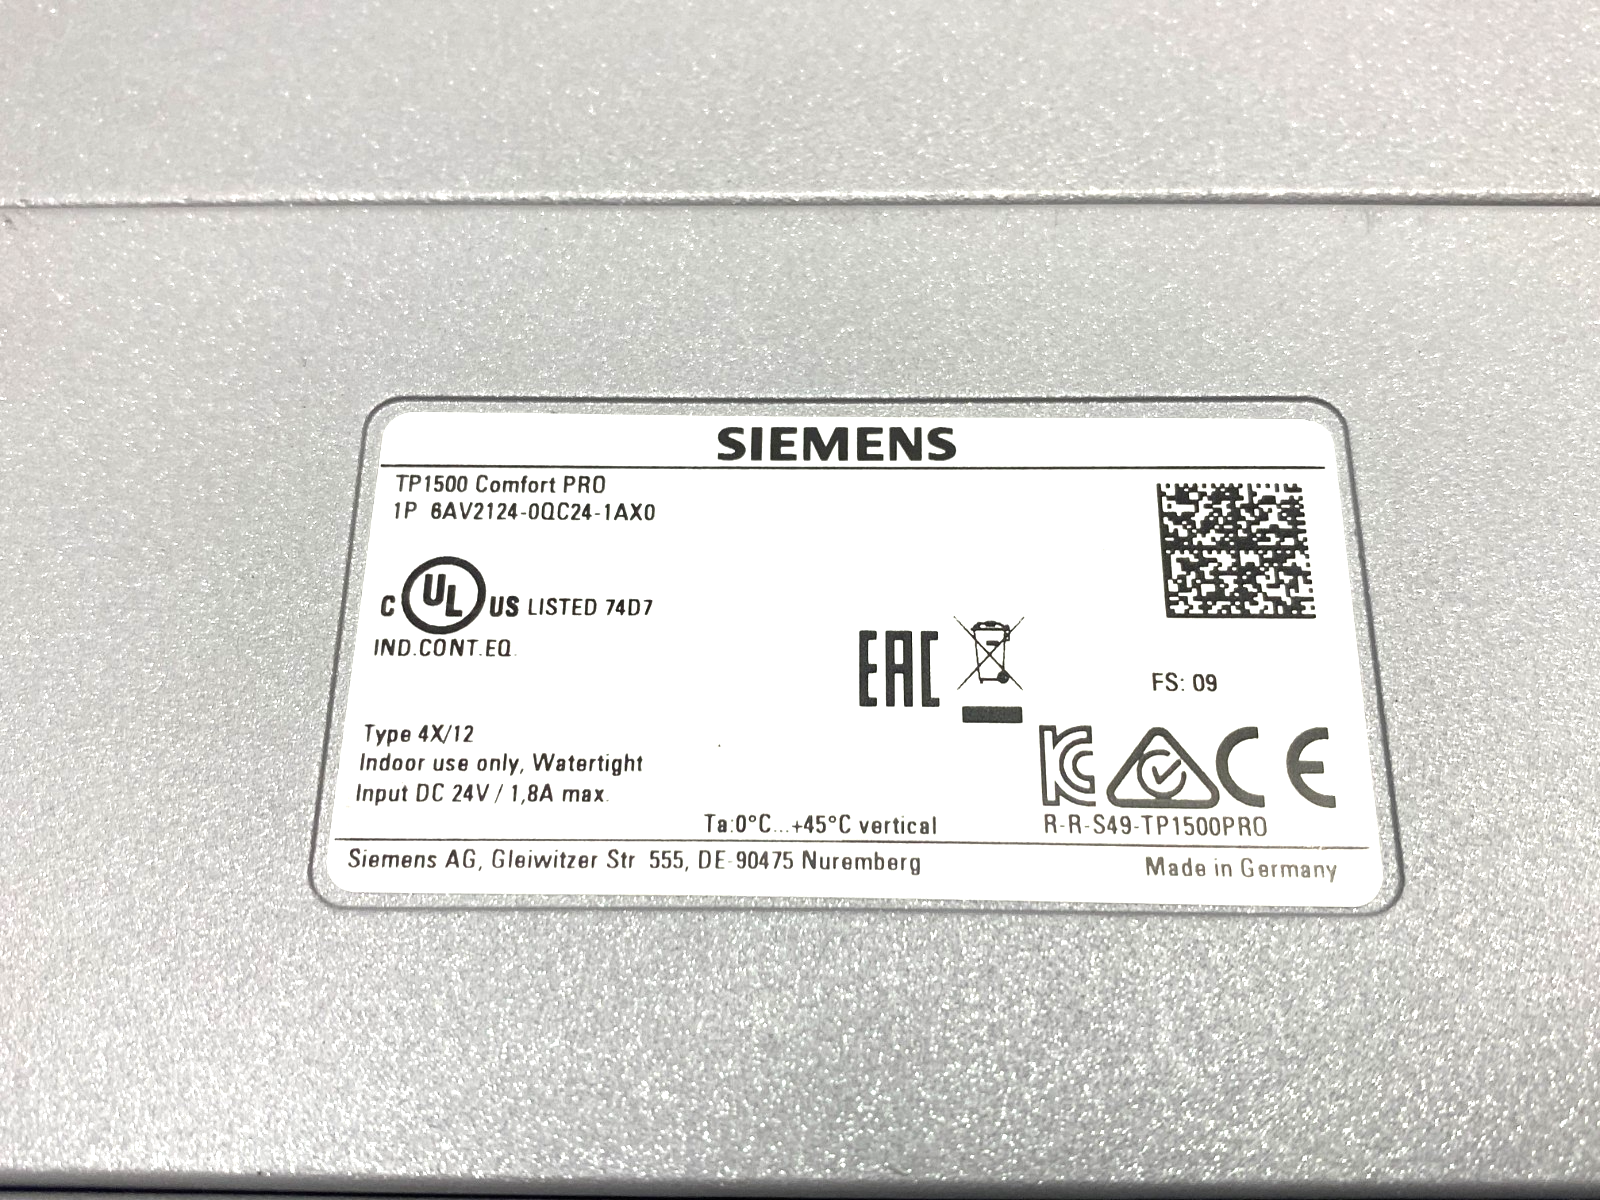 SIEMENS
TP1500 Comfort PRO
1P 6AV2124-0QC24-1AX0
C UL US LISTED 74D7
IND.CONT.EQ.
EAC
FS: 09
Type 4X/12
Indoor use only, Watertight
Input DC 24V / 1,8A max.
KC CE
Ta:0°C...+45°C vertical
R-R-S49-TP1500PRO
Siemens AG, Gleiwitzer Str 555, DE-90475 Nuremberg
Made in Germany